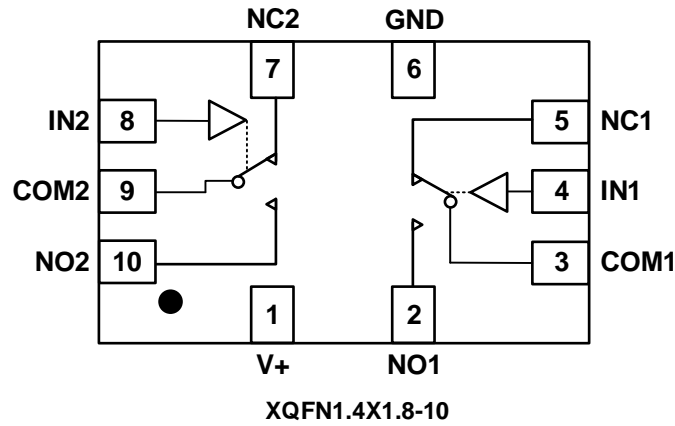 NC2 GND
7 6
IN2 8 5 NC1
COM2 9 4 IN1
NO2 10 3 COM1
1 2
V+ NO1
XQFN1.4X1.8-10